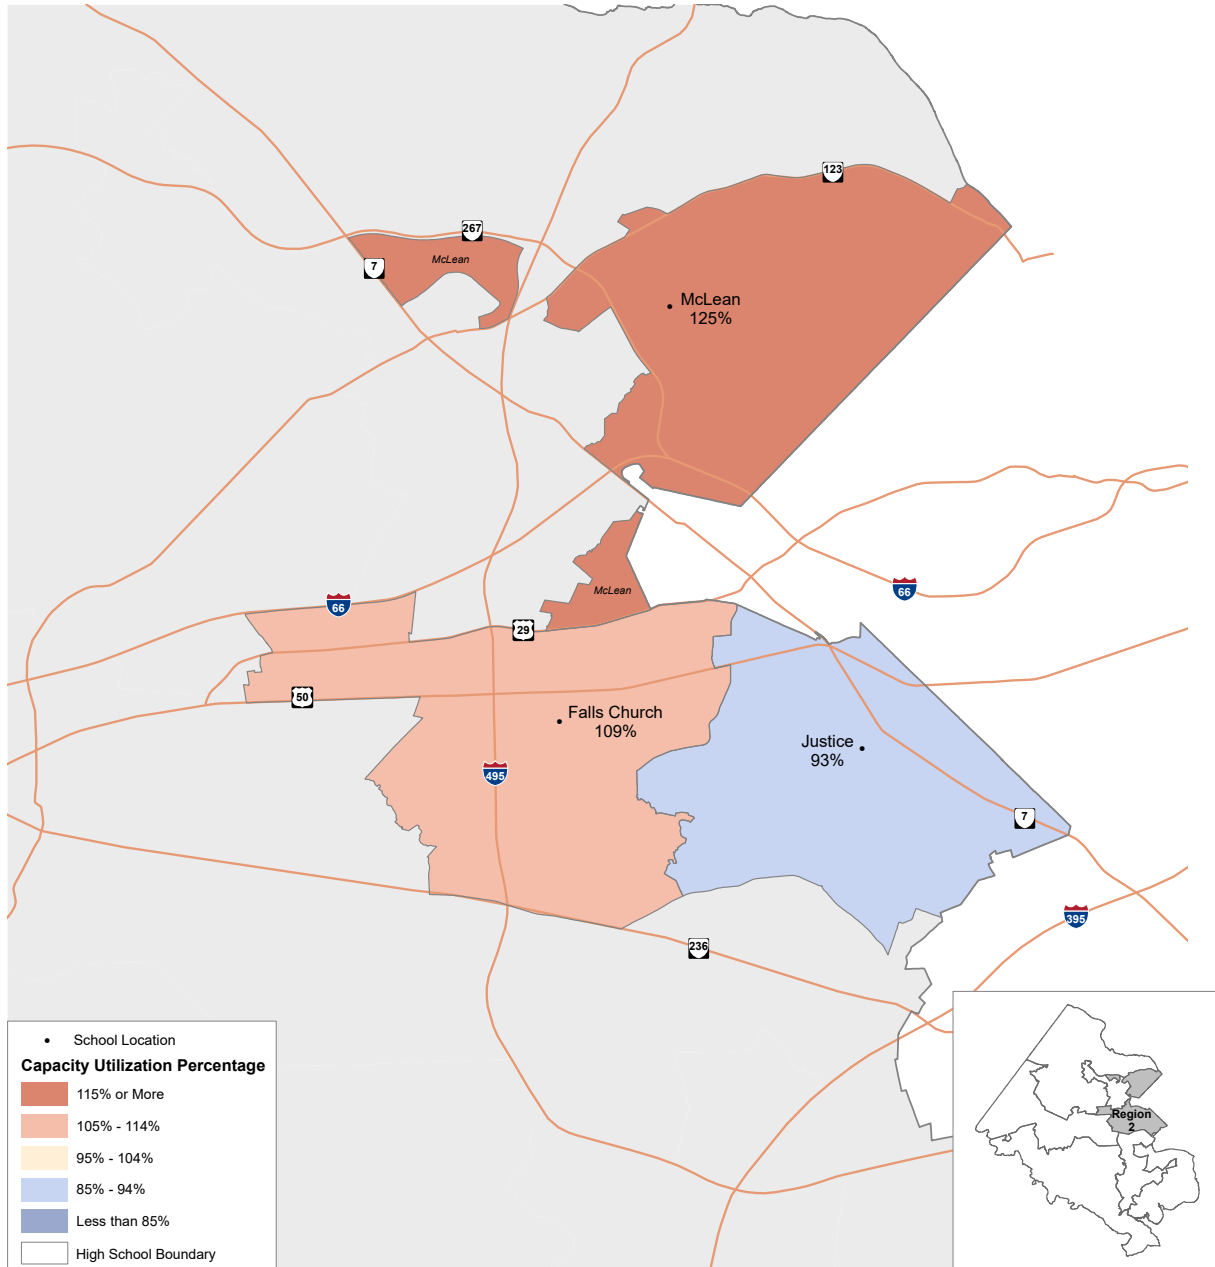 123
267
7
McLean
McLean
125%
McLean
66
66
29
50
Falls Church
109%
Justice
93%
495
7
395
236
School Location
Capacity Utilization Percentage
115% or More
105% - 114%
95% - 104%
85% - 94%
Less than 85%
High School Boundary
Region
2